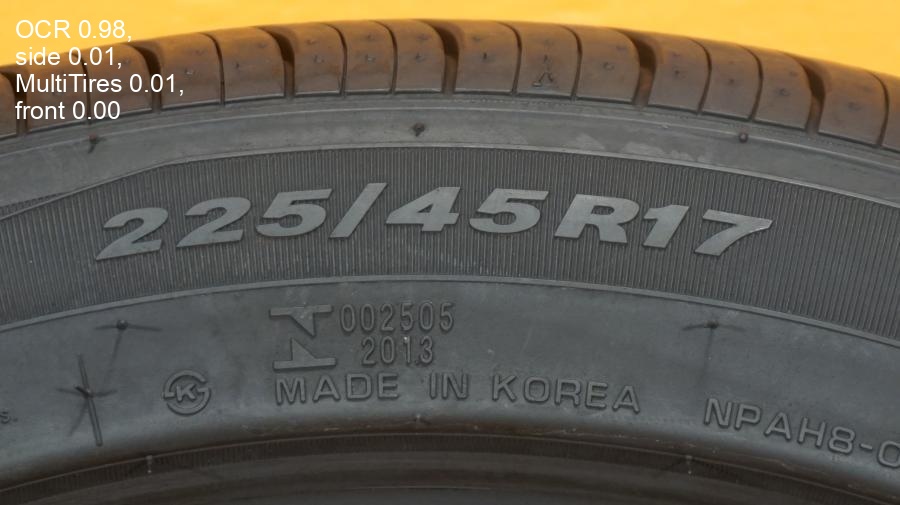 OCR 0.98,
side 0.01,
MultiTires 0.01,
front 0.00
225/45R17
002505
2013
K
MADE IN KOREA
NPAH8-